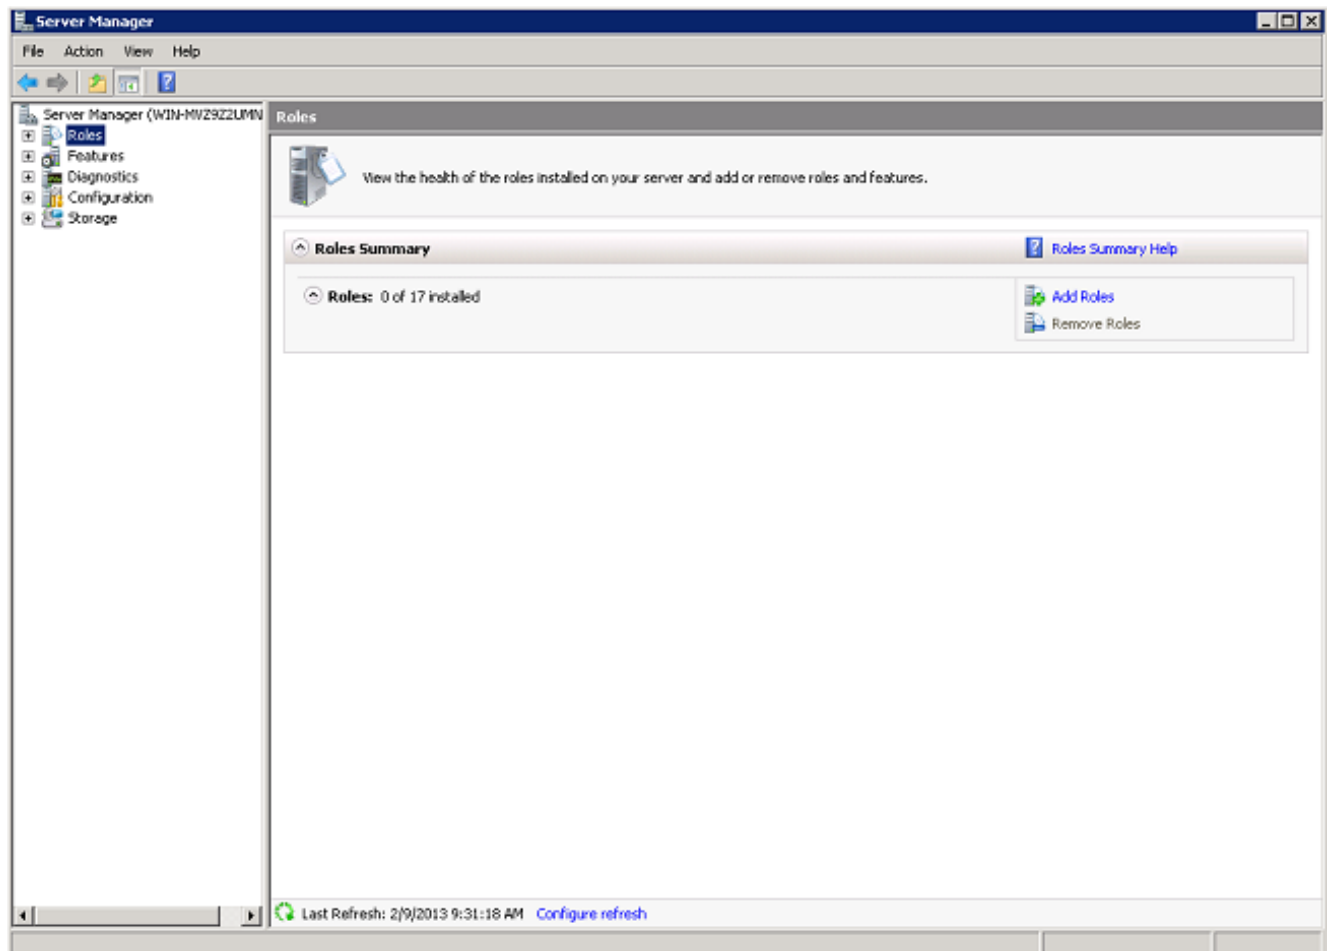 Server Manager
File Action View Help
Server Manager (WIN-MVZ9Z2UMN
Roles
Features
Diagnostics
Configuration
Storage
Roles
View the health of the roles installed on your server and add or remove roles and features.
Roles Summary
Roles Summary Help
Roles: 0 of 17 installed
Add Roles
Remove Roles
Last Refresh: 2/9/2013 9:31:18 AM Configure refresh